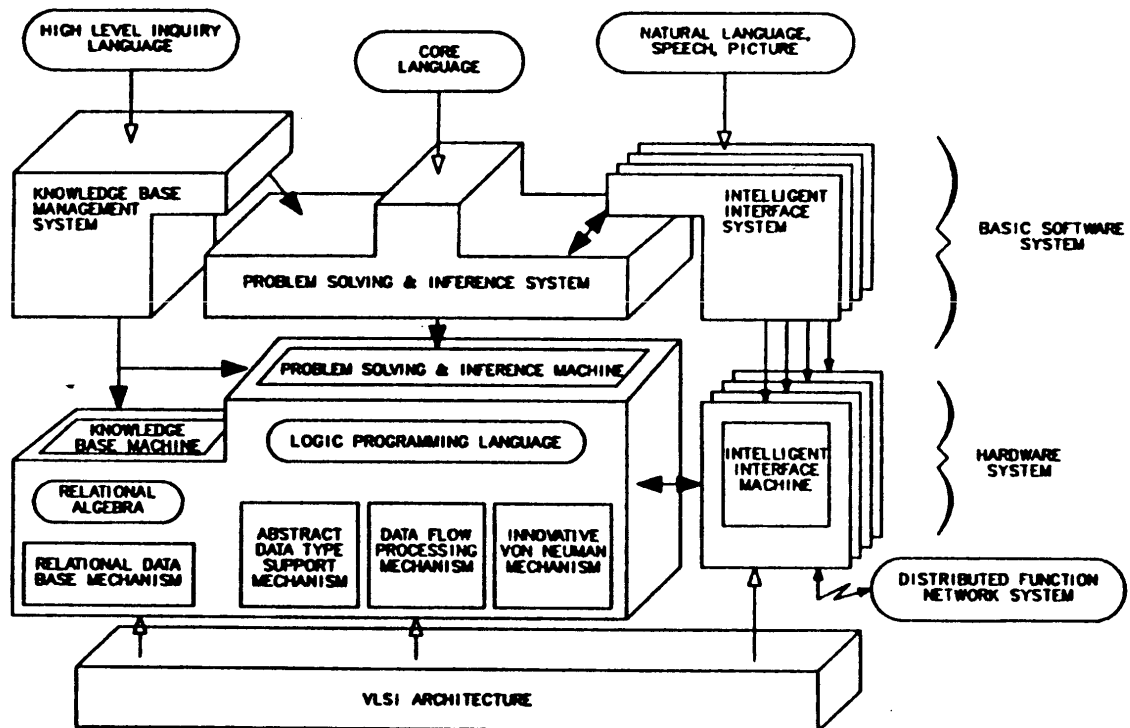 HIGH LEVEL INQUIRY
LANGUAGE
CORE
LANGUAGE
NATURAL LANGUAGE,
SPEECH, PICTURE
KNOWLEDGE BASE
MANAGEMENT
SYSTEM
INTELLIGENT
INTERFACE
SYSTEM
BASIC SOFTWARE
SYSTEM
PROBLEM SOLVING & INFERENCE SYSTEM
PROBLEM SOLVING & INFERENCE MACHINE
KNOWLEDGE
BASE MACHINE
LOGIC PROGRAMMING LANGUAGE
INTELLIGENT
INTERFACE
MACHINE
HARDWARE
SYSTEM
RELATIONAL
ALGEBRA
RELATIONAL DATA
BASE MECHANISM
ABSTRACT
DATA TYPE
SUPPORT
MECHANISM
DATA FLOW
PROCESSING
MECHANISM
INNOVATIVE
VON NEUMAN
MECHANISM
DISTRIBUTED FUNCTION
NETWORK SYSTEM
VLSI ARCHITECTURE